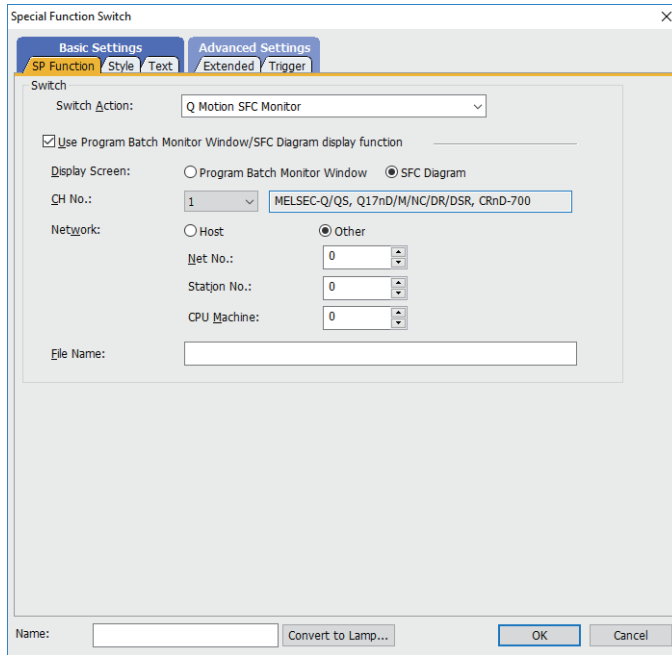 Special Function Switch
Basic Settings Advanced Settings
SP Function Style Text Extended Trigger
Switch
Switch Action: Q Motion SFC Monitor
Use Program Batch Monitor Window/SFC Diagram display function
Display Screen: Program Batch Monitor Window SFC Diagram
CH No.: 1 MELSEC-Q/QS, Q17nD/M/NC/DR/DSR, CRnD-700
Network: Host Other
Net No.: 0
Station No.: 0
CPU Machine: 0
File Name:
Name: Convert to Lamp... OK Cancel